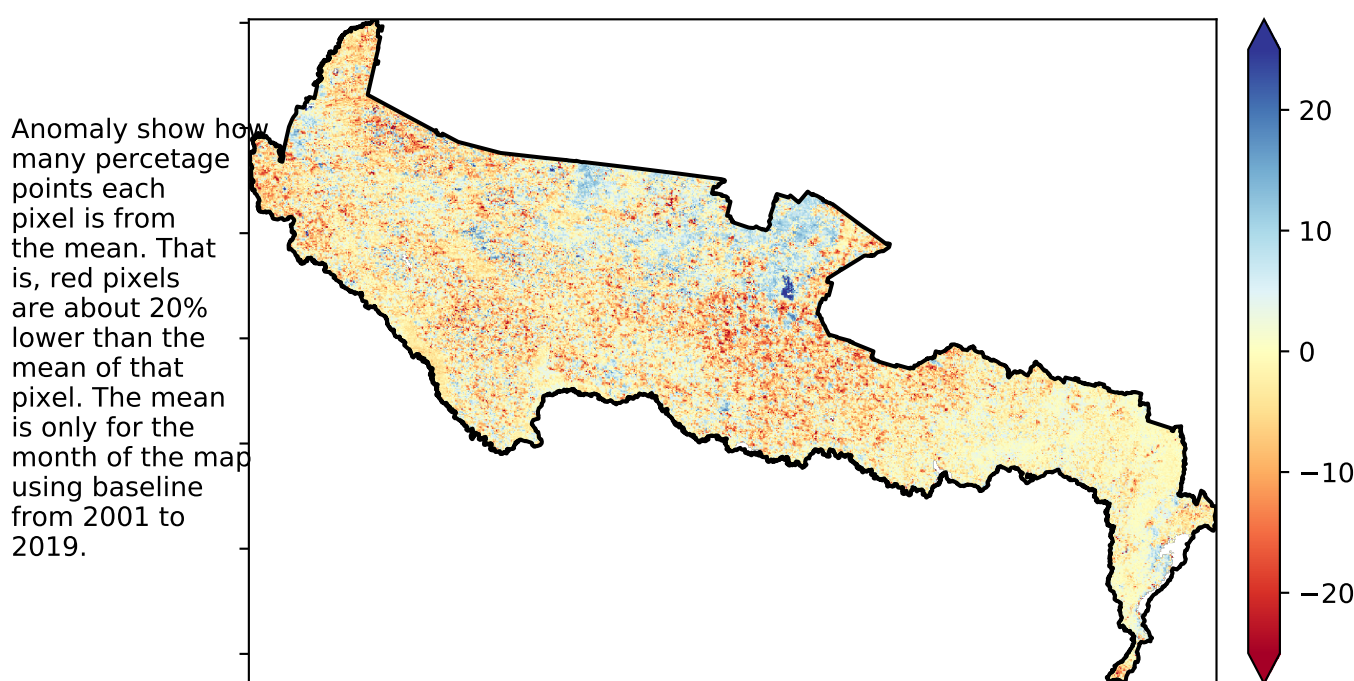 Anomaly show how
many percetage
points each
pixel is from
the mean. That
is, red pixels
are about 20%
lower than the
mean of that
pixel. The mean
is only for the
month of the map
using baseline
from 2001 to
2019.
20
10
0
−10
−20